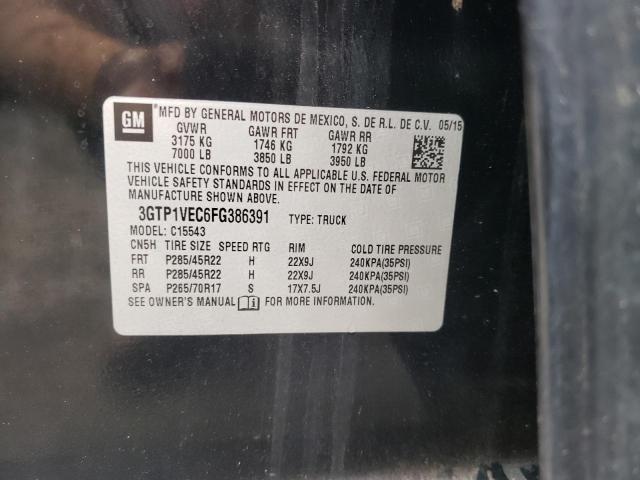 GM
MFD BY GENERAL MOTORS DE MEXICO, S. DE R.L. DE C.V. 05/15
GVWR GAWR FRT GAWR RR
3175 KG 1746 KG 1792 KG
7000 LB 3850 LB 3950 LB
THIS VEHICLE CONFORMS TO ALL APPLICABLE U.S. FEDERAL MOTOR
VEHICLE SAFETY STANDARDS IN EFFECT ON THE DATE OF
MANUFACTURE SHOWN ABOVE.
3GTP1VEC6FG386391 TYPE: TRUCK
MODEL: C15543
CN5H TIRE SIZE SPEED RTG RIM COLD TIRE PRESSURE
FRT P285/45R22 H 22X9J 240KPA(35PSI)
RR P285/45R22 H 22X9J 240KPA(35PSI)
SPA P265/70R17 S 17X7.5J 240KPA(35PSI)
SEE OWNER'S MANUAL FOR MORE INFORMATION.